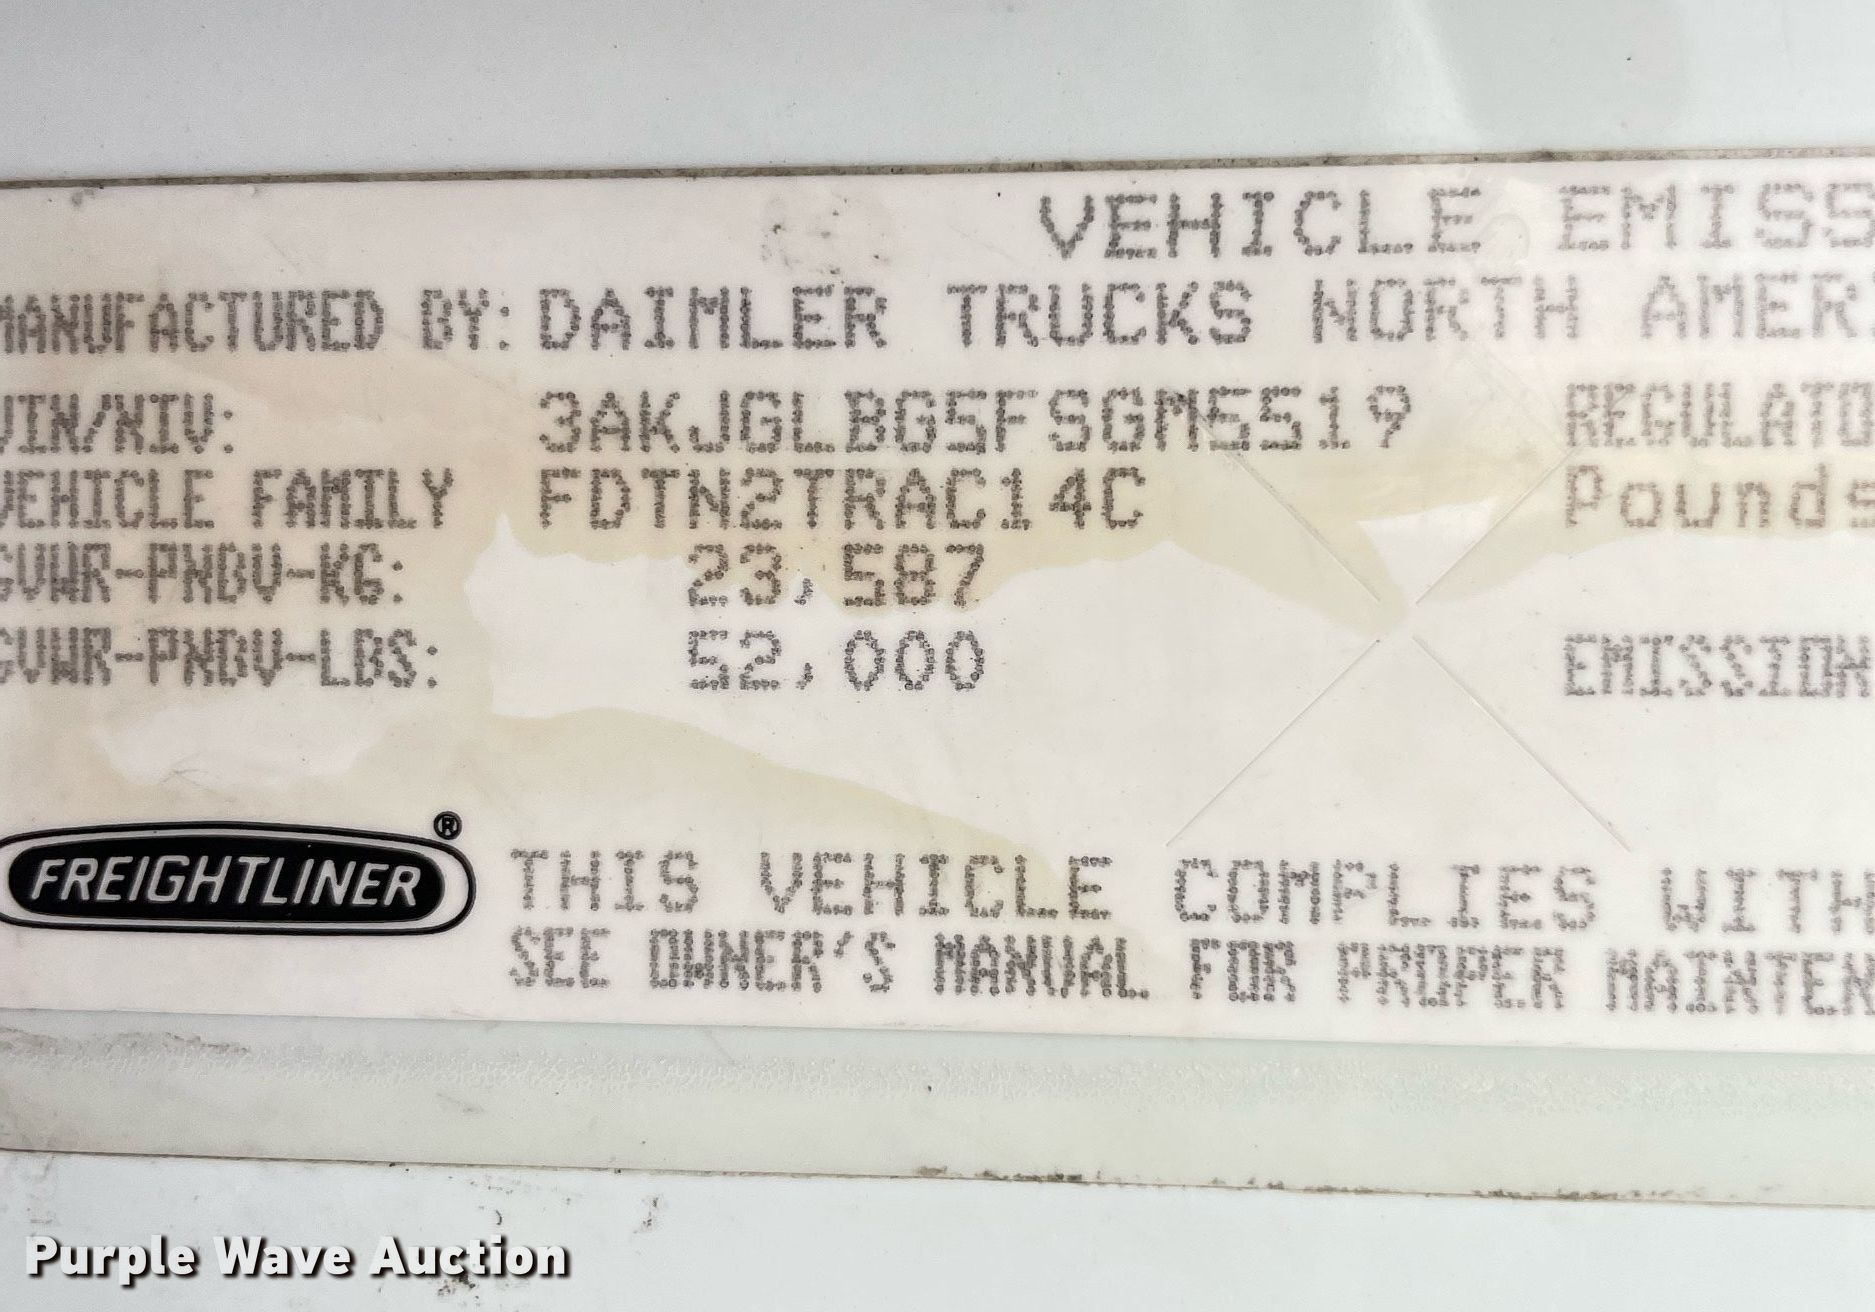 VEHICLE EMISS
MANUFACTURED BY: DAIMLER TRUCKS NORTH AMER
VIN/NIV: 3AKJGLBG5FSGM5519 REGULATO
VEHICLE FAMILY FDTN2TRAC14C Pounds
GVWR-PNBV-KG: 23,587
GVWR-PNBV-LBS: 52,000 EMISSION
FREIGHTLINER®
THIS VEHICLE COMPLIES WITH
SEE OWNER'S MANUAL FOR PROPER MAINTEN
Purple Wave Auction